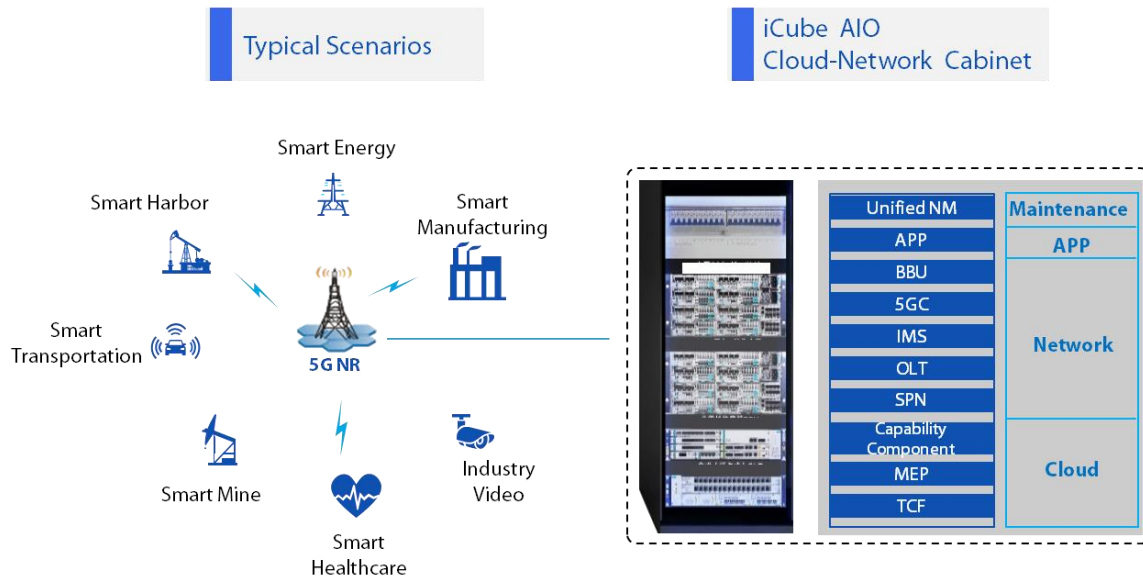 Typical Scenarios
iCube AIO
Cloud-Network Cabinet
Smart Energy
Smart Harbor
Smart
Manufacturing
Smart
Transportation
5G NR
Smart Mine
Industry
Video
Smart
Healthcare
Unified NM
APP
BBU
5GC
IMS
OLT
SPN
Capability
Component
MEP
TCF
Maintenance
APP
Network
Cloud